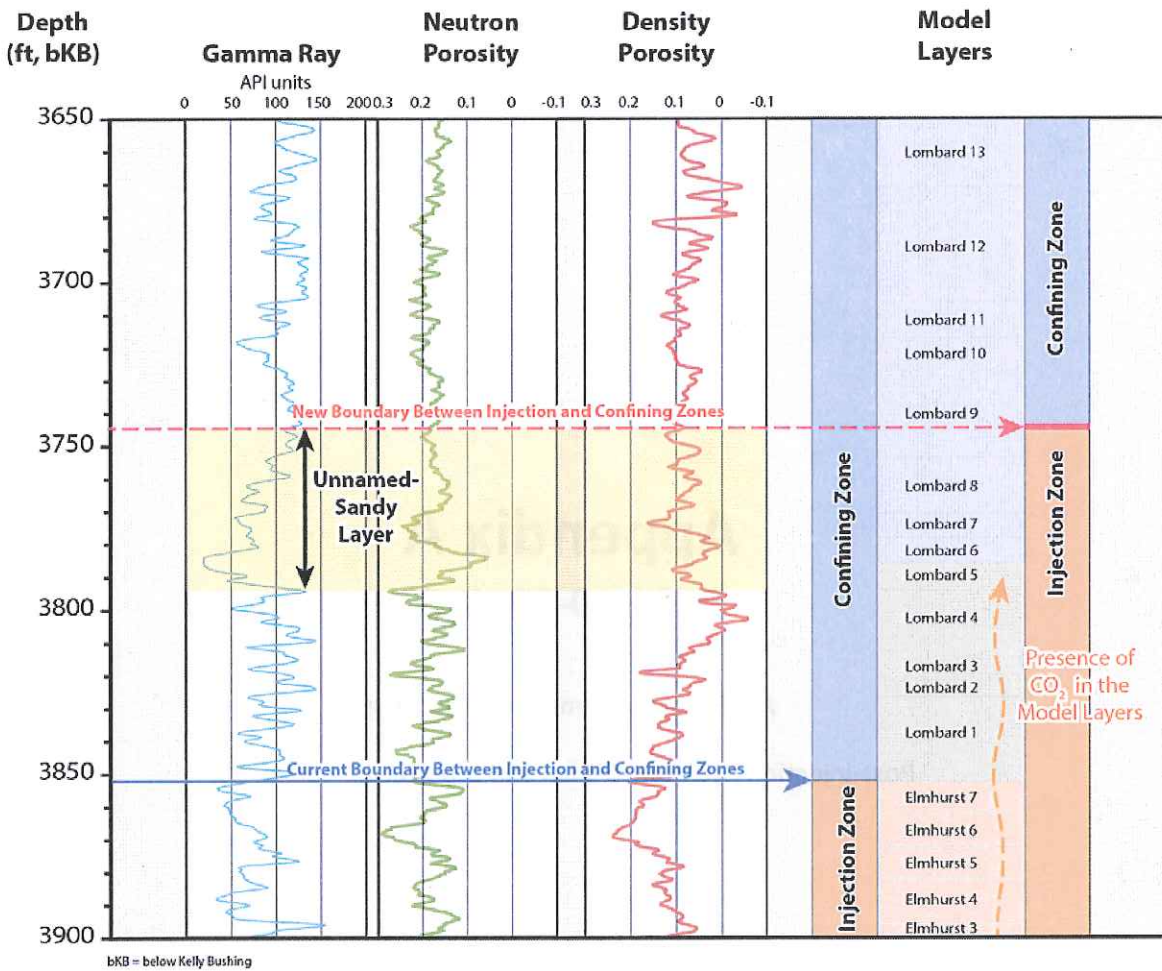 Depth
(ft, bKB)
Gamma Ray
API units
0 50 100 150 200
Neutron
Porosity
0.3 0.2 0.1 0 -0.1
Density
Porosity
0.3 0.2 0.1 0 -0.1
Model
Layers
3650
3700
3750
3800
3850
3900
New Boundary Between Injection and Confining Zones
Unnamed-
Sandy
Layer
Current Boundary Between Injection and Confining Zones
Confining Zone
Injection Zone
Lombard 13
Lombard 12
Lombard 11
Lombard 10
Lombard 9
Lombard 8
Lombard 7
Lombard 6
Lombard 5
Lombard 4
Lombard 3
Lombard 2
Lombard 1
Elmhurst 7
Elmhurst 6
Elmhurst 5
Elmhurst 4
Elmhurst 3
Confining Zone
Injection Zone
Presence of
CO2 in the
Model Layers
bKB = below Kelly Bushing